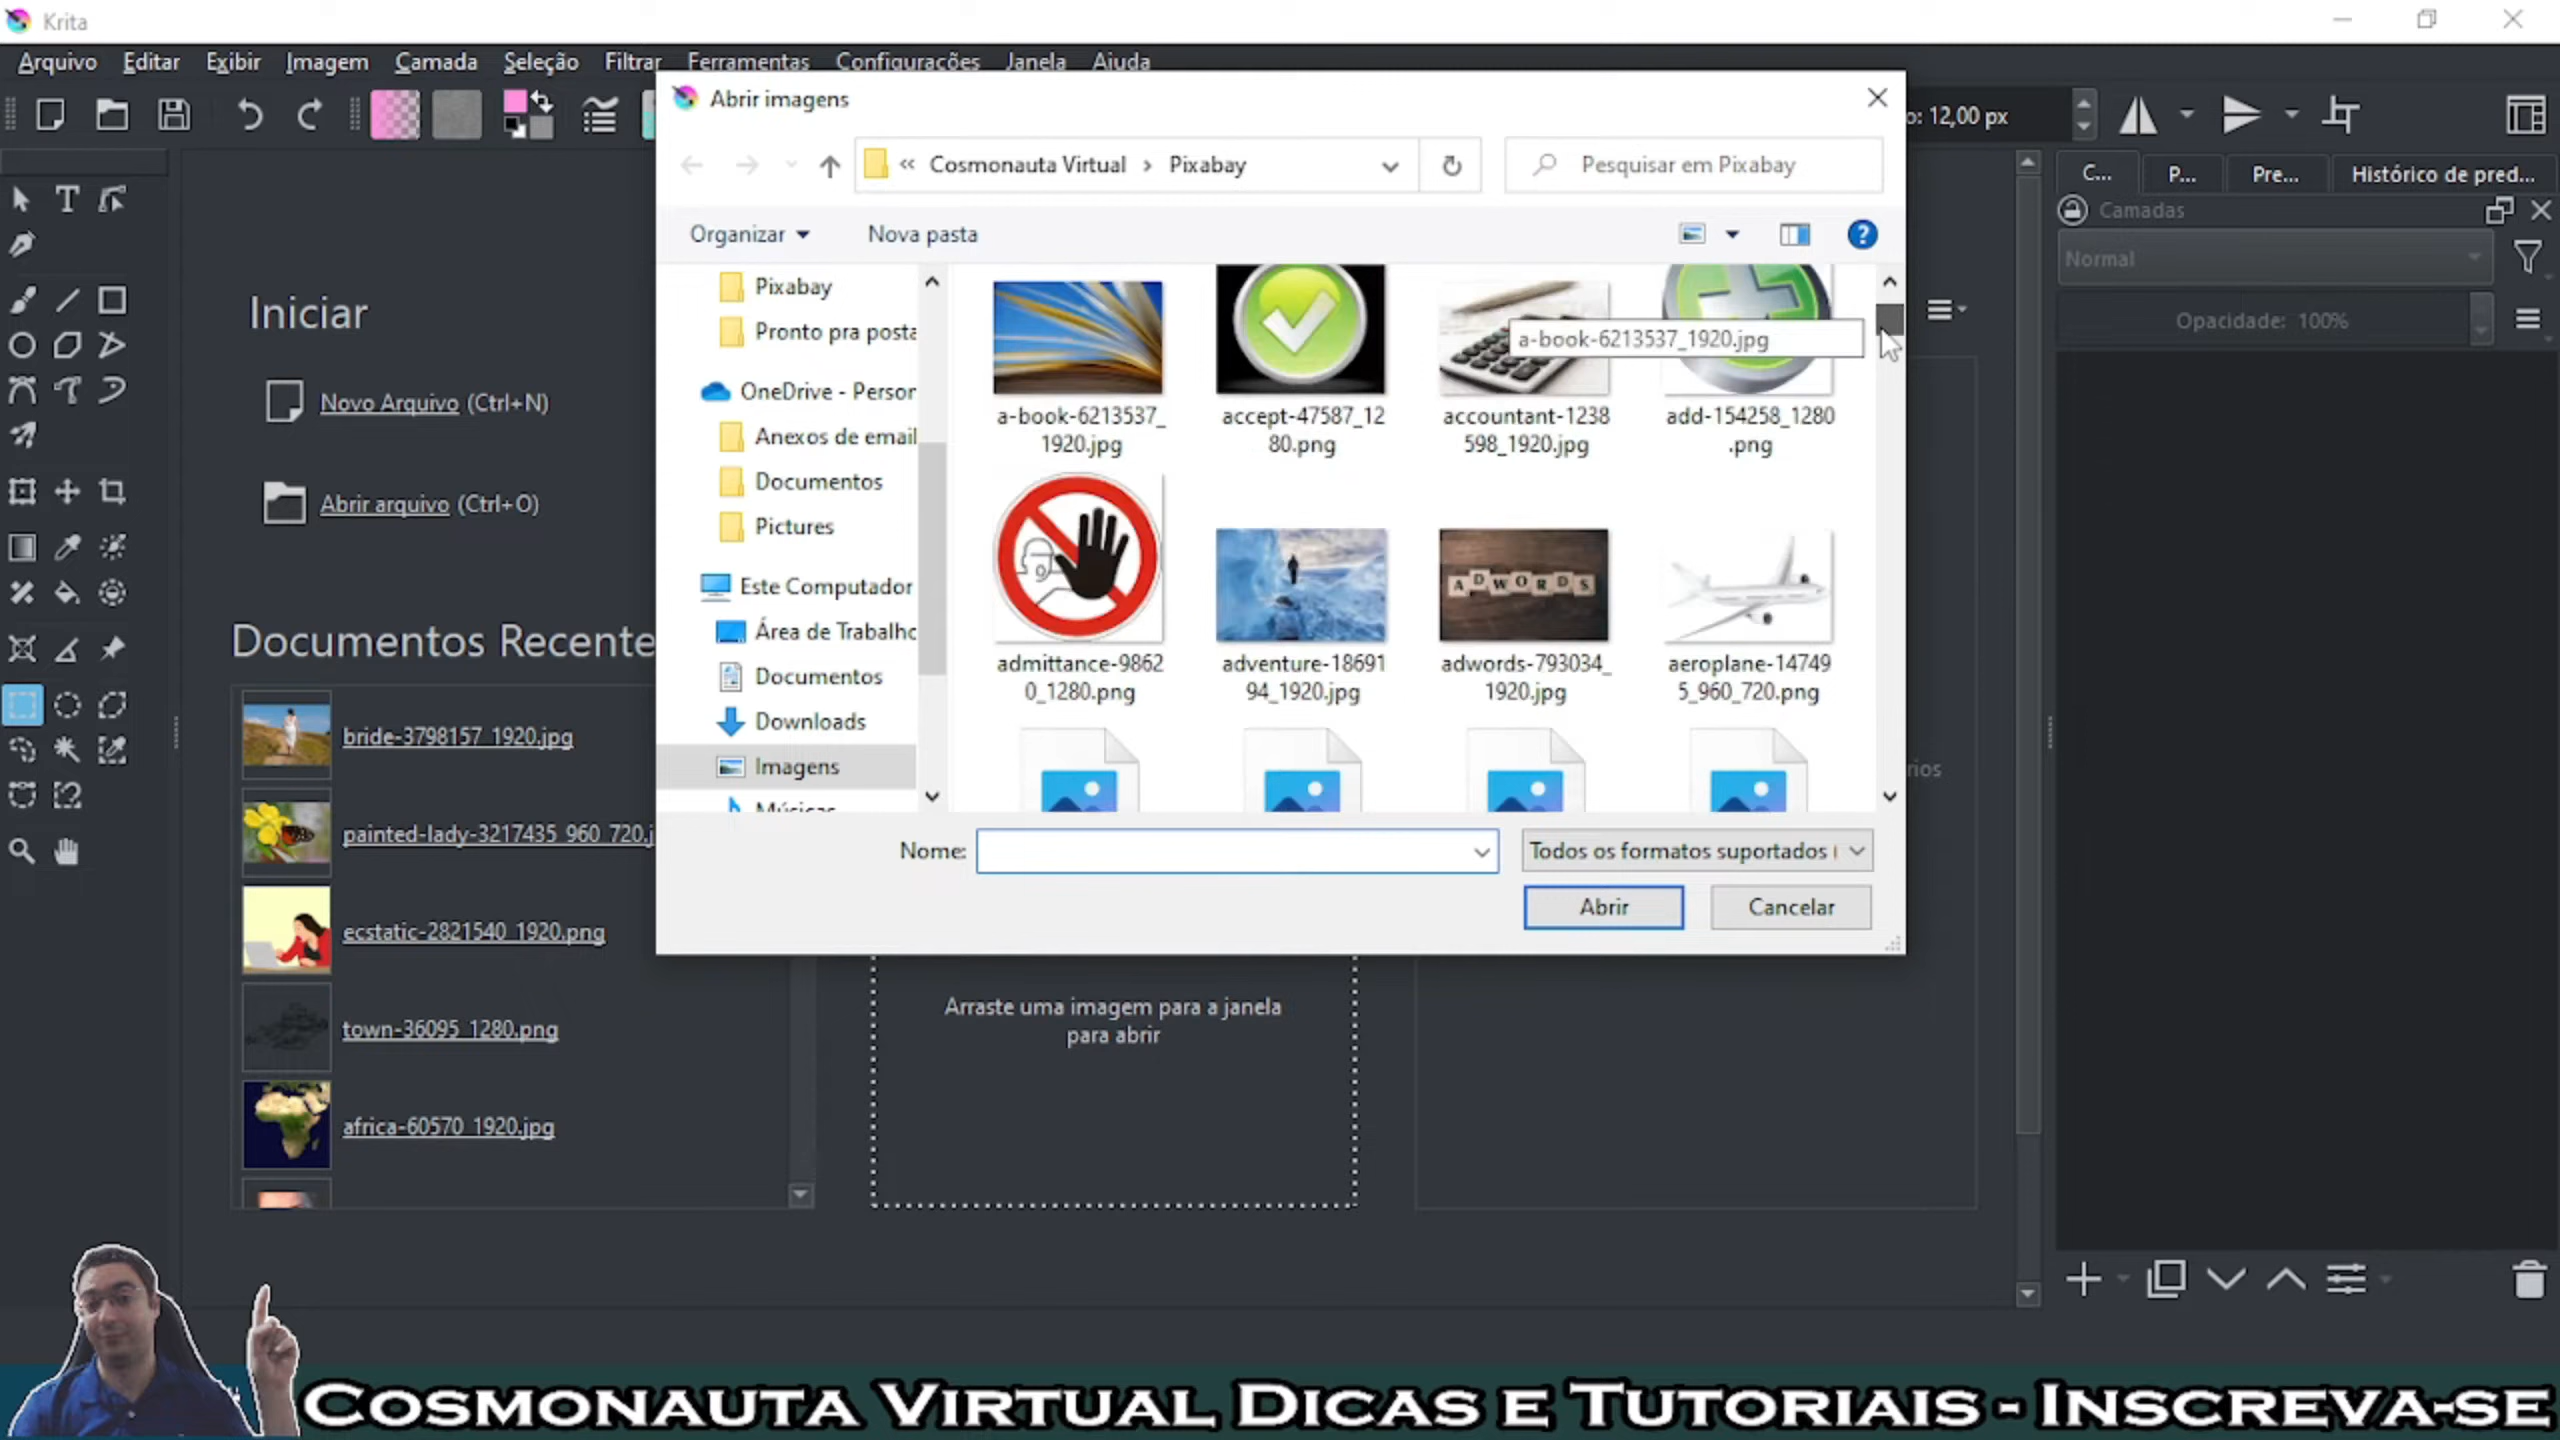 Krita
Arquivo Editar Exibir Imagem Camada Seleção Filtrar Ferramentas Configurações Janela Ajuda
o: 12,00 px
Abrir imagens
« Cosmonauta Virtual › Pixabay
Pesquisar em Pixabay
Organizar
Nova pasta
Pixabay
Pronto pra posta
OneDrive - Person
Anexos de email
Documentos
Pictures
Este Computador
Área de Trabalho
Documentos
Downloads
Imagens
Músicas
a-book-6213537_
1920.jpg
accept-47587_12
80.png
accountant-1238
598_1920.jpg
add-154258_1280
.png
a-book-6213537_1920.jpg
admittance-9862
0_1280.png
adventure-18691
94_1920.jpg
ADWORDS
adwords-793034_
1920.jpg
aeroplane-14749
5_960_720.png
Nome:
Todos os formatos suportados (
Abrir
Cancelar
C...
P...
Pre...
Histórico de pred...
Camadas
Normal
Opacidade: 100%
Iniciar
Novo Arquivo (Ctrl+N)
Abrir arquivo (Ctrl+O)
Documentos Recente
bride-3798157_1920.jpg
painted-lady-3217435_960_720.j
ecstatic-2821540_1920.png
town-36095_1280.png
africa-60570_1920.jpg
rios
Arraste uma imagem para a janela
para abrir
Cosmonauta Virtual Dicas e Tutoriais - Inscreva-se